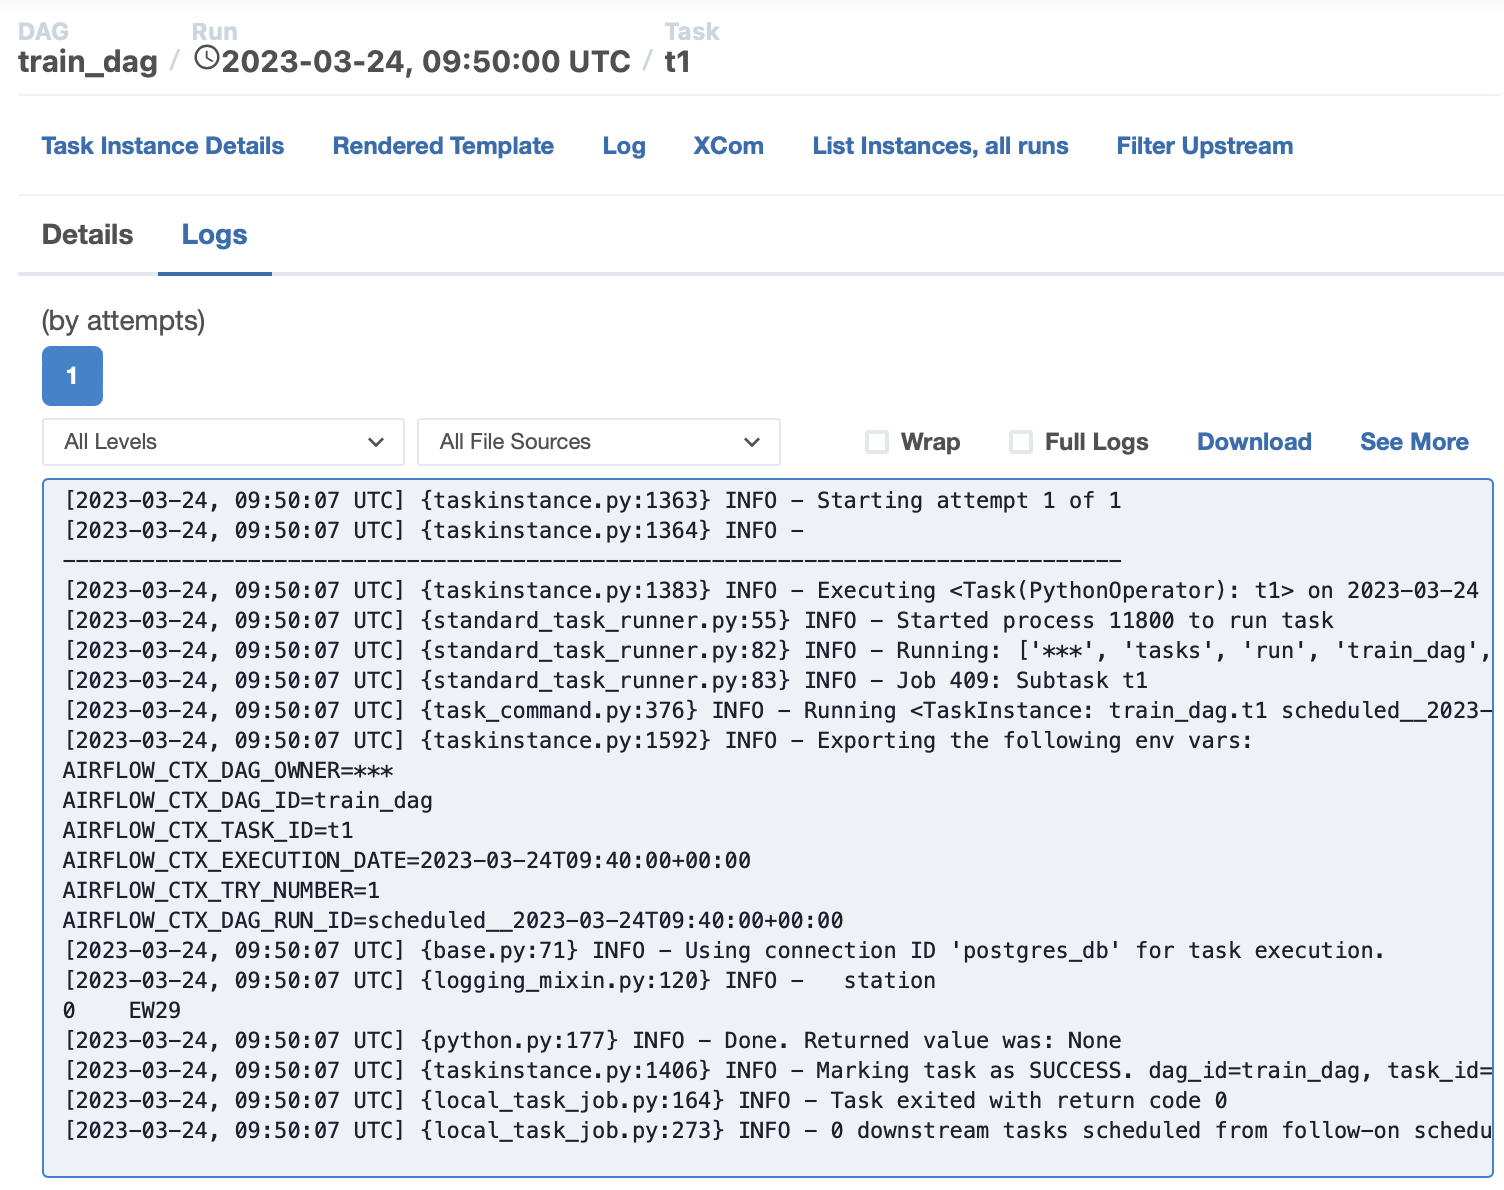 DAG Run Task
train_dag / 2023-03-24, 09:50:00 UTC / t1
Task Instance Details Rendered Template Log XCom List Instances, all runs Filter Upstream
Details Logs
(by attempts)
1
All Levels All File Sources Wrap Full Logs Download See More
[2023-03-24, 09:50:07 UTC] {taskinstance.py:1363} INFO - Starting attempt 1 of 1
[2023-03-24, 09:50:07 UTC] {taskinstance.py:1364} INFO -
--------------------------------------------------------------------------------
[2023-03-24, 09:50:07 UTC] {taskinstance.py:1383} INFO - Executing <Task(PythonOperator): t1> on 2023-03-24
[2023-03-24, 09:50:07 UTC] {standard_task_runner.py:55} INFO - Started process 11800 to run task
[2023-03-24, 09:50:07 UTC] {standard_task_runner.py:82} INFO - Running: ['***', 'tasks', 'run', 'train_dag',
[2023-03-24, 09:50:07 UTC] {standard_task_runner.py:83} INFO - Job 409: Subtask t1
[2023-03-24, 09:50:07 UTC] {task_command.py:376} INFO - Running <TaskInstance: train_dag.t1 scheduled__2023-
[2023-03-24, 09:50:07 UTC] {taskinstance.py:1592} INFO - Exporting the following env vars:
AIRFLOW_CTX_DAG_OWNER=***
AIRFLOW_CTX_DAG_ID=train_dag
AIRFLOW_CTX_TASK_ID=t1
AIRFLOW_CTX_EXECUTION_DATE=2023-03-24T09:40:00+00:00
AIRFLOW_CTX_TRY_NUMBER=1
AIRFLOW_CTX_DAG_RUN_ID=scheduled__2023-03-24T09:40:00+00:00
[2023-03-24, 09:50:07 UTC] {base.py:71} INFO - Using connection ID 'postgres_db' for task execution.
[2023-03-24, 09:50:07 UTC] {logging_mixin.py:120} INFO -   station
0    EW29
[2023-03-24, 09:50:07 UTC] {python.py:177} INFO - Done. Returned value was: None
[2023-03-24, 09:50:07 UTC] {taskinstance.py:1406} INFO - Marking task as SUCCESS. dag_id=train_dag, task_id=
[2023-03-24, 09:50:07 UTC] {local_task_job.py:164} INFO - Task exited with return code 0
[2023-03-24, 09:50:07 UTC] {local_task_job.py:273} INFO - 0 downstream tasks scheduled from follow-on schedu